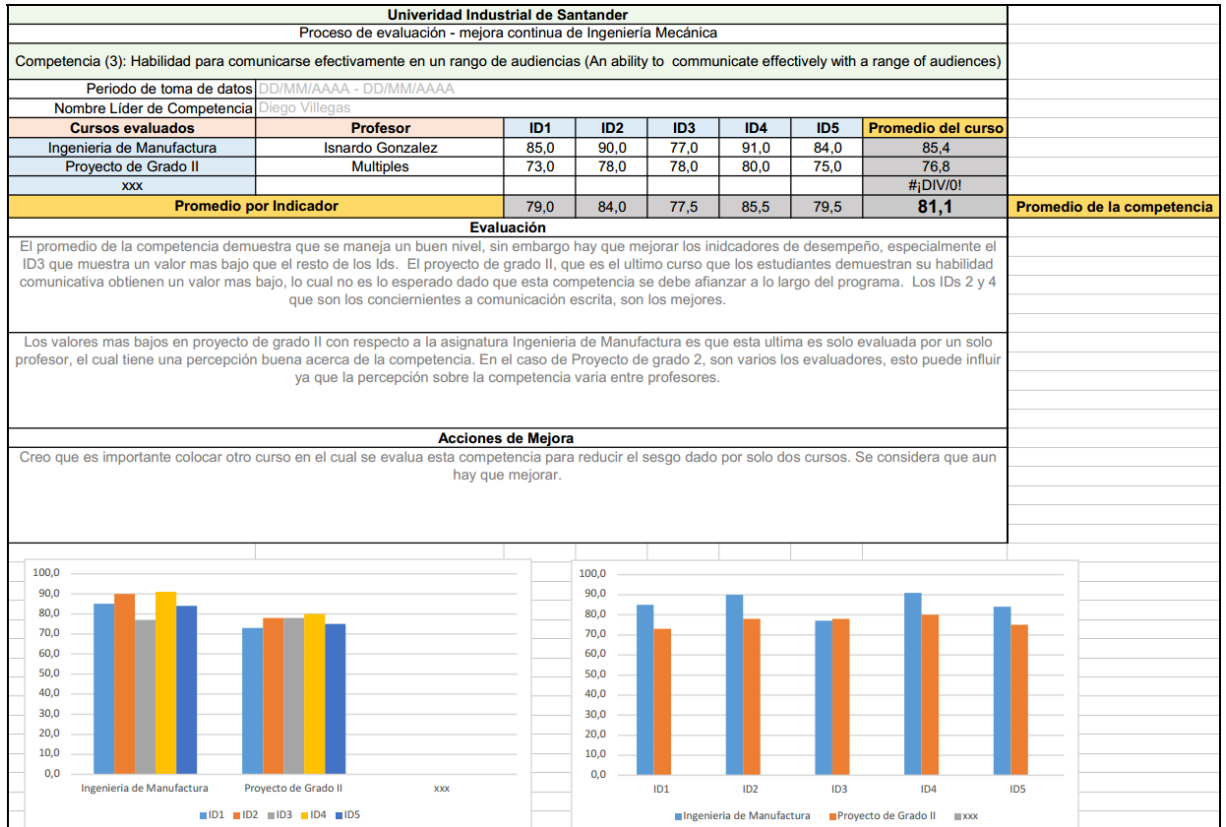 Univeridad Industrial de Santander
Proceso de evaluación - mejora continua de Ingeniería Mecánica
Competencia (3): Habilidad para comunicarse efectivamente en un rango de audiencias (An ability to communicate effectively with a range of audiences)
Periodo de toma de datos DD/MM/AAAA - DD/MM/AAAA
Nombre Líder de Competencia Diego Villegas
Cursos evaluados Profesor ID1 ID2 ID3 ID4 ID5 Promedio del curso
Ingenieria de Manufactura Isnardo Gonzalez 85,0 90,0 77,0 91,0 84,0 85,4
Proyecto de Grado II Multiples 73,0 78,0 78,0 80,0 75,0 76,8
xxx #¡DIV/0!
Promedio por Indicador 79,0 84,0 77,5 85,5 79,5 81,1 Promedio de la competencia
Evaluación
El promedio de la competencia demuestra que se maneja un buen nivel, sin embargo hay que mejorar los inidcadores de desempeño, especialmente el
ID3 que muestra un valor mas bajo que el resto de los Ids. El proyecto de grado II, que es el ultimo curso que los estudiantes demuestran su habilidad
comunicativa obtienen un valor mas bajo, lo cual no es lo esperado dado que esta competencia se debe afianzar a lo largo del programa. Los IDs 2 y 4
que son los conciernientes a comunicación escrita, son los mejores.
Los valores mas bajos en proyecto de grado II con respecto a la asignatura Ingenieria de Manufactura es que esta ultima es solo evaluada por un solo
profesor, el cual tiene una percepción buena acerca de la competencia. En el caso de Proyecto de grado 2, son varios los evaluadores, esto puede influir
ya que la percepción sobre la competencia varia entre profesores.
Acciones de Mejora
Creo que es importante colocar otro curso en el cual se evalua esta competencia para reducir el sesgo dado por solo dos cursos. Se considera que aun
hay que mejorar.
100,0
90,0
80,0
70,0
60,0
50,0
40,0
30,0
20,0
10,0
0,0
Ingenieria de Manufactura Proyecto de Grado II xxx
ID1 ID2 ID3 ID4 ID5
100,0
90,0
80,0
70,0
60,0
50,0
40,0
30,0
20,0
10,0
0,0
ID1 ID2 ID3 ID4 ID5
Ingenieria de Manufactura Proyecto de Grado II xxx